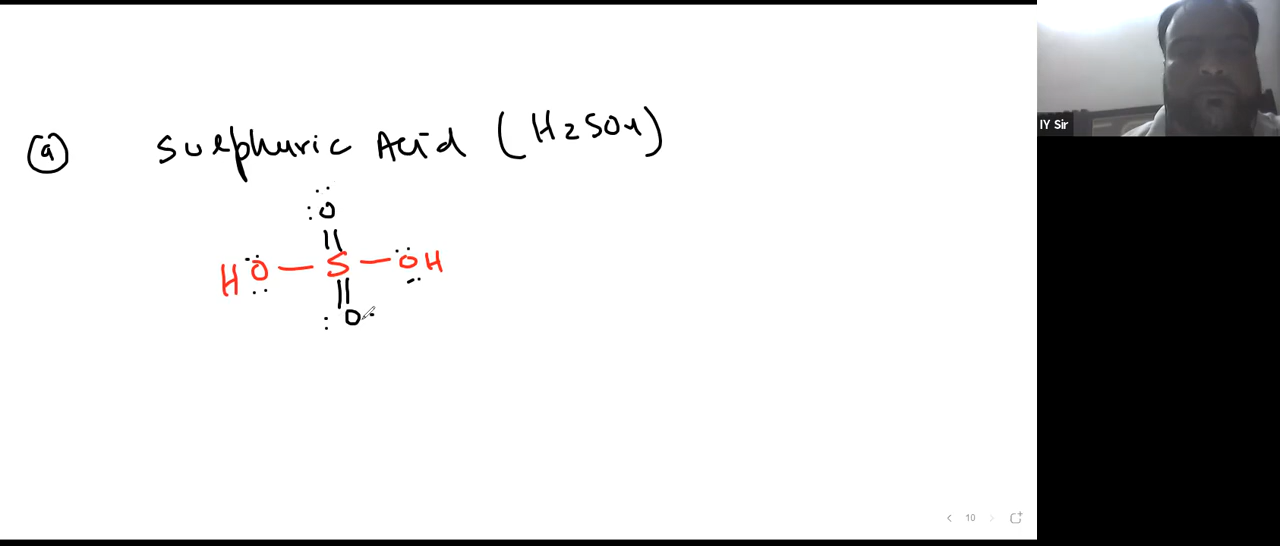 (a) Sulphuric Acid (H2SO4)
:O
||
HO—S—OH
||
:O
IY Sir
< 10 >